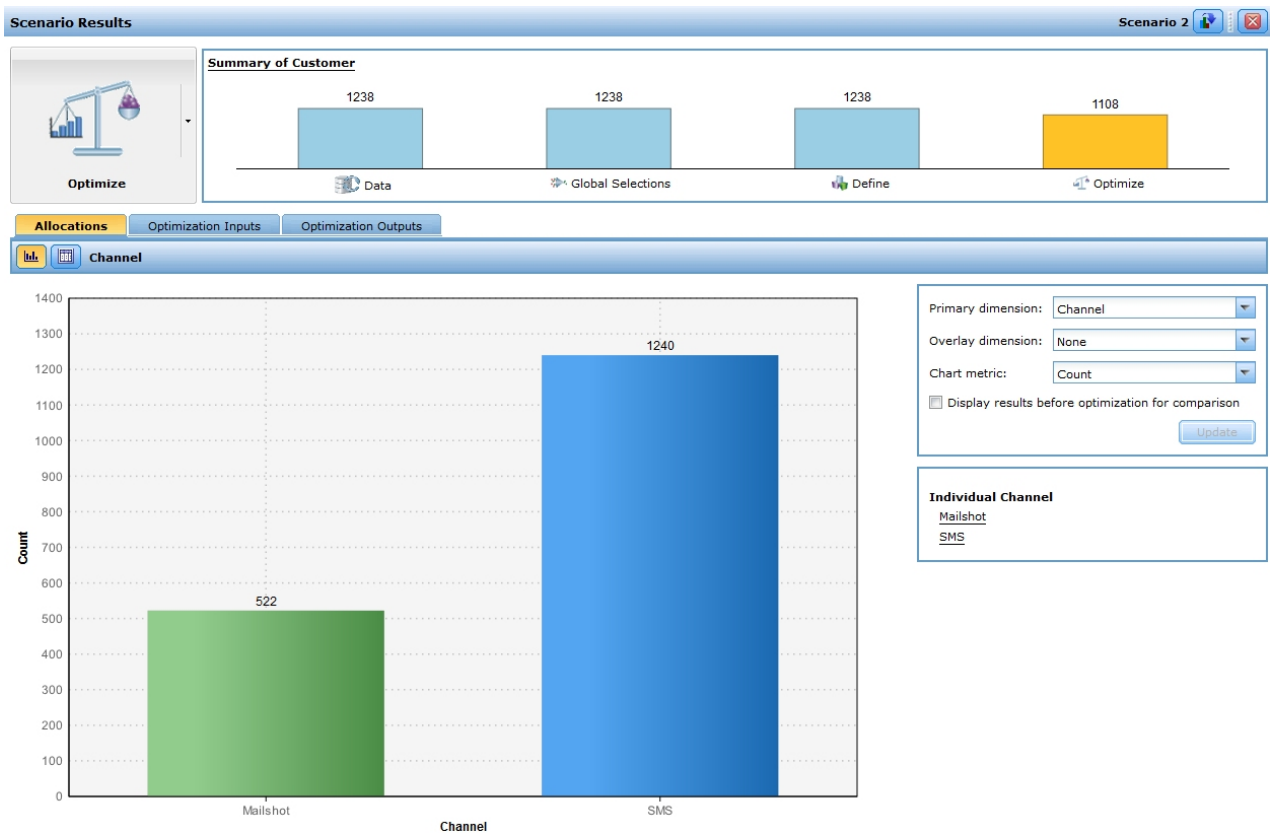 Scenario Results
Scenario 2
Optimize
Summary of Customer
1238
1238
1238
1108
Data
Global Selections
Define
Optimize
Allocations
Optimization Inputs
Optimization Outputs
Channel
1400
1300
1200
1100
1000
900
800
700
600
500
400
300
200
100
0
Count
522
1240
Mailshot
SMS
Channel
Primary dimension: Channel
Overlay dimension: None
Chart metric: Count
Display results before optimization for comparison
Update
Individual Channel
Mailshot
SMS